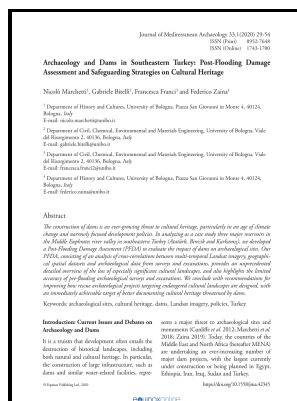 Journal of Mediterranean Archaeology 33.1(2020) 29-54
ISSN (Print) 0952-7648
ISSN (Online) 1743-1700
Archaeology and Dams in Southeastern Turkey: Post-Flooding Damage
Assessment and Safeguarding Strategies on Cultural Heritage
Nicolò Marchetti¹, Gabriele Bitelli², Francesca Franci³ and Federico Zaina⁴
¹ Department of History and Cultures, University of Bologna, Piazza San Giovanni in Monte 4, 40124,
Bologna, Italy
E-mail: nicolo.marchetti@unibo.it
² Department of Civil, Chemical, Environmental and Materials Engineering, University of Bologna, Viale
del Risorgimento 2, 40136, Bologna, Italy
E-mail: gabriele.bitelli@unibo.it
³ Department of Civil, Chemical, Environmental and Materials Engineering, University of Bologna, Viale
del Risorgimento 2, 40136, Bologna, Italy
E-mail: francesca.franci2@unibo.it
⁴ Department of History and Cultures, University of Bologna, Piazza San Giovanni in Monte 4, 40124,
Bologna, Italy
E-mail: federico.zaina@unibo.it
Abstract
The construction of dams is an ever-growing threat to cultural heritage, particularly in an age of climate
change and currently focused development policies. In analyzing as a case study three major reservoirs in
the Middle Euphrates river valley in southeastern Turkey (Atatürk, Birecik and Karkamış), we developed
a Post-Flooding Damage Assessment (PFDA) to evaluate the impact of dams on archaeological sites. Our
PFDA, consisting of an analysis of cross-correlations between multi-temporal Landsat imagery, geographi-
cal spatial datasets and archaeological data from surveys and excavations, provides an unprecedented
detailed overview of the loss of especially significant cultural landscapes, and also highlights the limited
accuracy of pre-flooding archaeological surveys and excavations. We conclude with recommendations for
improving how rescue archaeological projects targeting endangered cultural landscapes are designed, with
an immediately achievable target of better documenting cultural heritage threatened by dams.
Keywords: archaeological sites, cultural heritage, dams, Landsat imagery, policies, Turkey
Introduction: Current Issues and Debates on
Archaeology and Dams
It is a truism that development often entails the
destruction of historical landscapes, including
both natural and cultural heritage. In particular,
the construction of large infrastructure, such as
dams and similar water-related facilities, repre-
sents a major threat to archaeological sites and
monuments (Cunliffe et al. 2012; Marchetti et al.
2018; Zaina 2019). Today, the countries of the
Middle East and North Africa (hereafter MENA)
are undertaking an ever-increasing number of
major dam projects, with the largest currently
under construction or being planned in Egypt,
Ethiopia, Iran, Iraq, Sudan and Turkey.
© Equinox Publishing Ltd., 2020
https://doi.org/10.1558/jma.42345
equinoxonline